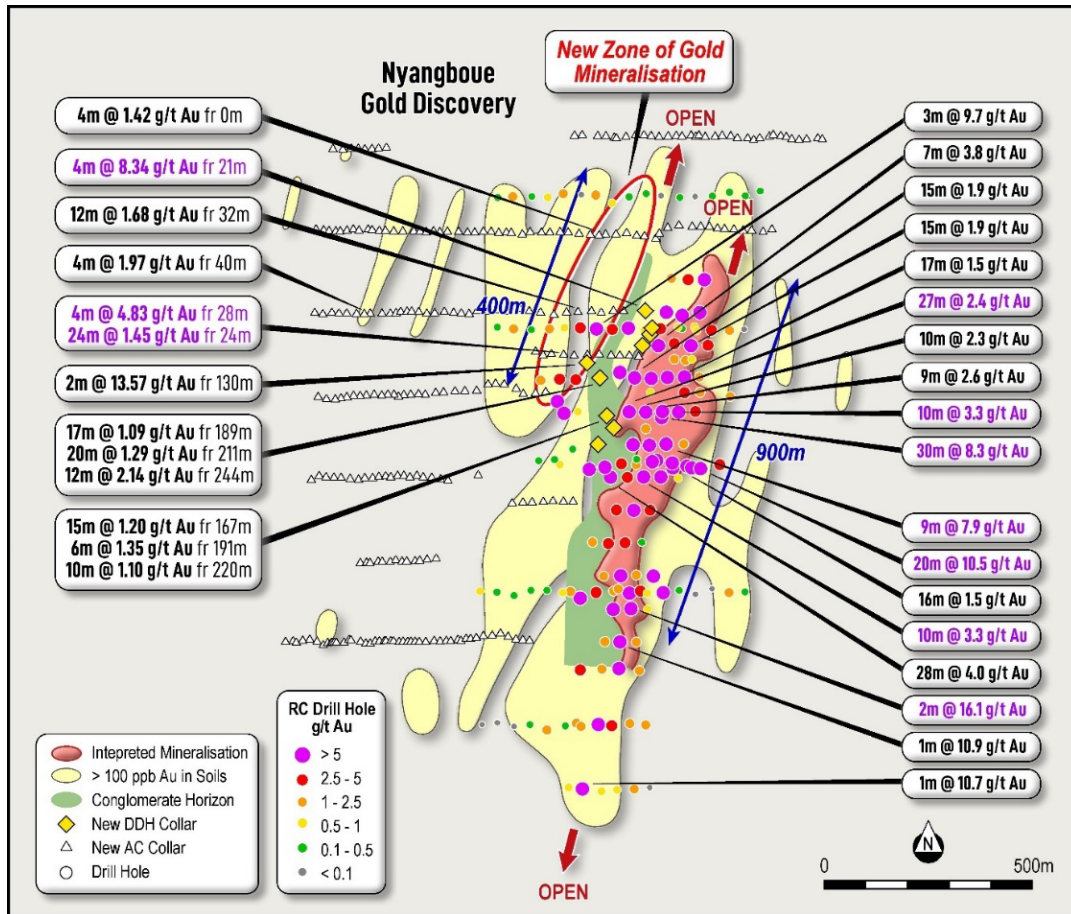 Nyangboue
Gold Discovery
New Zone of Gold
Mineralisation
OPEN
OPEN
4m @ 1.42 g/t Au fr 0m
4m @ 8.34 g/t Au fr 21m
12m @ 1.68 g/t Au fr 32m
4m @ 1.97 g/t Au fr 40m
4m @ 4.83 g/t Au fr 28m
24m @ 1.45 g/t Au fr 24m
2m @ 13.57 g/t Au fr 130m
17m @ 1.09 g/t Au fr 189m
20m @ 1.29 g/t Au fr 211m
12m @ 2.14 g/t Au fr 244m
15m @ 1.20 g/t Au fr 167m
6m @ 1.35 g/t Au fr 191m
10m @ 1.10 g/t Au fr 220m
400m
900m
3m @ 9.7 g/t Au
7m @ 3.8 g/t Au
15m @ 1.9 g/t Au
15m @ 1.9 g/t Au
17m @ 1.5 g/t Au
27m @ 2.4 g/t Au
10m @ 2.3 g/t Au
9m @ 2.6 g/t Au
10m @ 3.3 g/t Au
30m @ 8.3 g/t Au
9m @ 7.9 g/t Au
20m @ 10.5 g/t Au
16m @ 1.5 g/t Au
10m @ 3.3 g/t Au
28m @ 4.0 g/t Au
2m @ 16.1 g/t Au
1m @ 10.9 g/t Au
1m @ 10.7 g/t Au
Intepreted Mineralisation
> 100 ppb Au in Soils
Conglomerate Horizon
New DDH Collar
New AC Collar
Drill Hole
RC Drill Hole
g/t Au
> 5
2.5 - 5
1 - 2.5
0.5 - 1
0.1 - 0.5
< 0.1
OPEN
N
0 500m